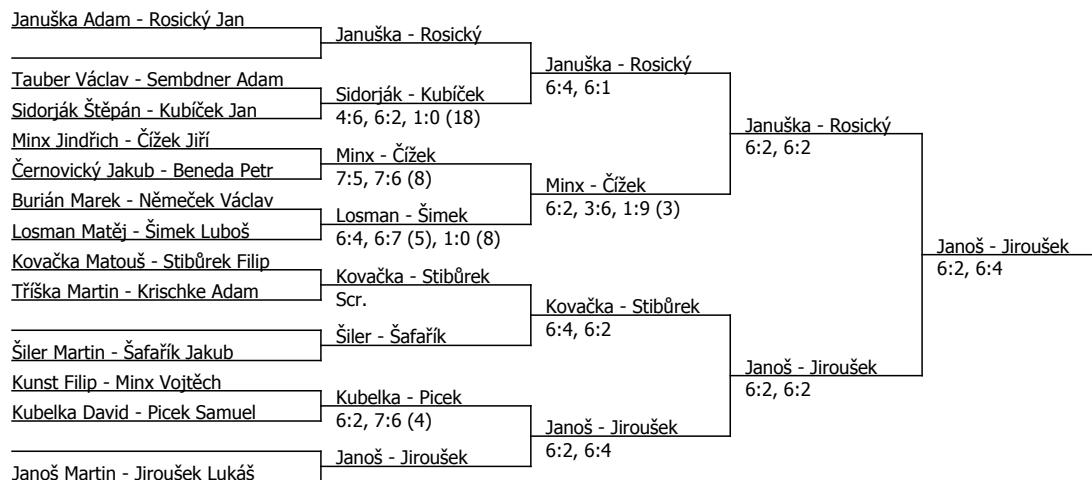 Januška Adam - Rosický Jan
Januška - Rosický
Januška - Rosický
6:4, 6:1
Tauber Václav - Sembdner Adam
Sidorják - Kubíček
4:6, 6:2, 1:0 (18)
Sidorják Štěpán - Kubíček Jan
Januška - Rosický
6:2, 6:2
Minx Jindřich - Čížek Jiří
Minx - Čížek
7:5, 7:6 (8)
Černovický Jakub - Beneda Petr
Minx - Čížek
6:2, 3:6, 1:9 (3)
Burián Marek - Němeček Václav
Losman - Šimek
6:4, 6:7 (5), 1:0 (8)
Losman Matěj - Šimek Luboš
Janoš - Jiroušek
6:2, 6:4
Kovačka Matouš - Stibůrek Filip
Kovačka - Stibůrek
Scr.
Tříška Martin - Krischke Adam
Kovačka - Stibůrek
6:4, 6:2
Šiler - Šafařík
Šiler Martin - Šafařík Jakub
Janoš - Jiroušek
6:2, 6:2
Kunst Filip - Minx Vojtěch
Kubelka - Picek
6:2, 7:6 (4)
Kubelka David - Picek Samuel
Janoš - Jiroušek
6:2, 6:4
Janoš - Jiroušek
Janoš Martin - Jiroušek Lukáš